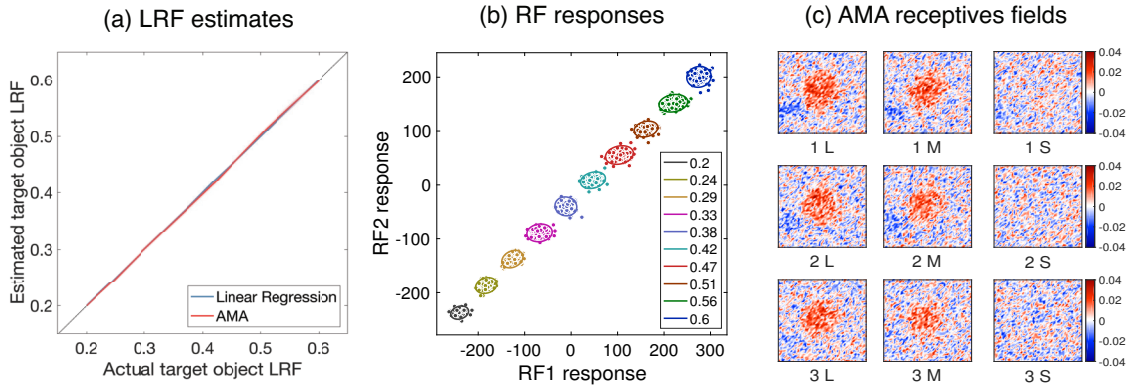 (a) LRF estimates
(b) RF responses
(c) AMA receptives fields
Estimated target object LRF
0.6
0.5
0.4
0.3
0.2
Linear Regression
AMA
0.2 0.3 0.4 0.5 0.6
Actual target object LRF
RF2 response
200
100
0
-100
-200
0.2
0.24
0.29
0.33
0.38
0.42
0.47
0.51
0.56
0.6
-200 -100 0 100 200 300
RF1 response
0.04
0.02
0
-0.02
-0.04
1 L 1 M 1 S
0.04
0.02
0
-0.02
-0.04
2 L 2 M 2 S
0.04
0.02
0
-0.02
-0.04
3 L 3 M 3 S